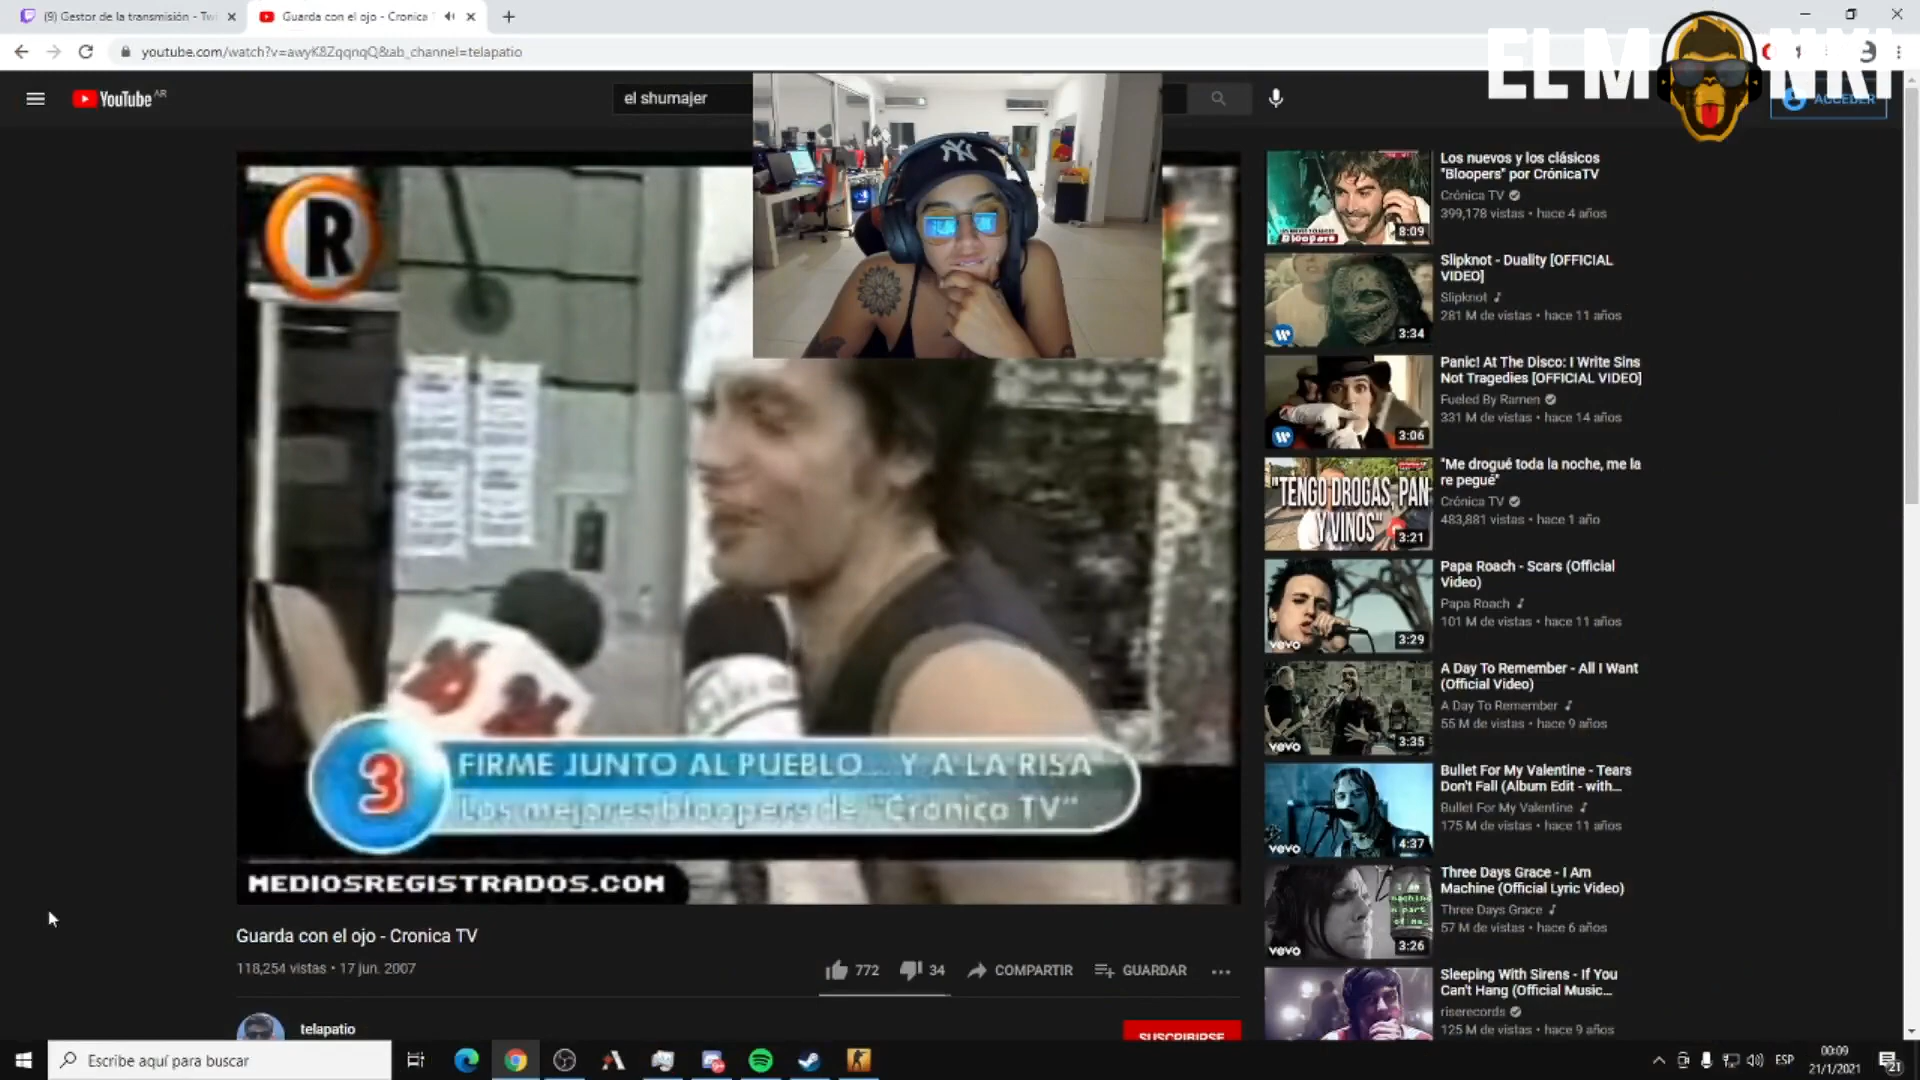 (9) Gestor de la transmisión - Tw
Guarda con el ojo - Cronica
youtube.com/watch?v=awyK8ZqqnqQ&ab_channel=telapatio
EL M NKI
YouTube AR
el shumajer
ACCEDER
R
NY
3
FIRME JUNTO AL PUEBLO... Y A LA RISA
Los mejores bloopers de "Crónica TV"
MEDIOSREGISTRADOS.COM
Guarda con el ojo - Cronica TV
118,254 vistas • 17 jun. 2007
772
34
COMPARTIR
GUARDAR
telapatio
SUSCRIBIRSE
Bloopers
8:09
Los nuevos y los clásicos
"Bloopers" por CrónicaTV
Crónica TV
399,178 vistas • hace 4 años
3:34
Slipknot - Duality [OFFICIAL
VIDEO]
Slipknot
281 M de vistas • hace 11 años
3:06
Panic! At The Disco: I Write Sins
Not Tragedies [OFFICIAL VIDEO]
Fueled By Ramen
331 M de vistas • hace 14 años
"TENGO DROGAS, PAN
Y VINOS"
3:21
"Me drogué toda la noche, me la
re pegué"
Crónica TV
483,881 vistas • hace 1 año
vevo
3:29
Papa Roach - Scars (Official
Video)
Papa Roach
101 M de vistas • hace 11 años
vevo
3:35
A Day To Remember - All I Want
(Official Video)
A Day To Remember
55 M de vistas • hace 9 años
vevo
4:37
Bullet For My Valentine - Tears
Don't Fall (Album Edit - with...
Bullet For My Valentine
175 M de vistas • hace 11 años
vevo
3:26
Three Days Grace - I Am
Machine (Official Lyric Video)
Three Days Grace
57 M de vistas • hace 6 años
Sleeping With Sirens - If You
Can't Hang (Official Music...
riserecords
125 M de vistas • hace 9 años
Escribe aquí para buscar
ESP
00:09
21/1/2021
21